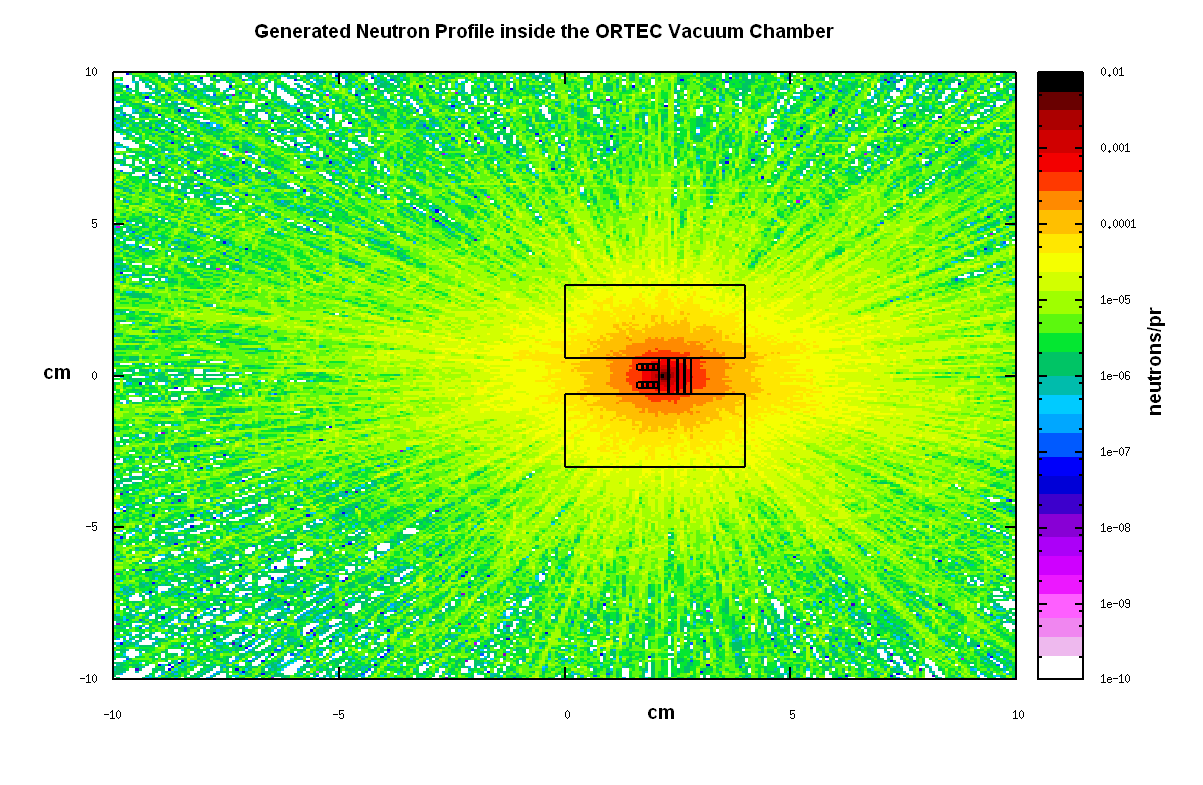 Generated Neutron Profile inside the ORTEC Vacuum Chamber
10
5
cm
0
-5
-10
-10
-5
0
cm
5
10
0.01
0.001
0.0001
1e-05
1e-06
1e-07
1e-08
1e-09
1e-10
neutrons/pr